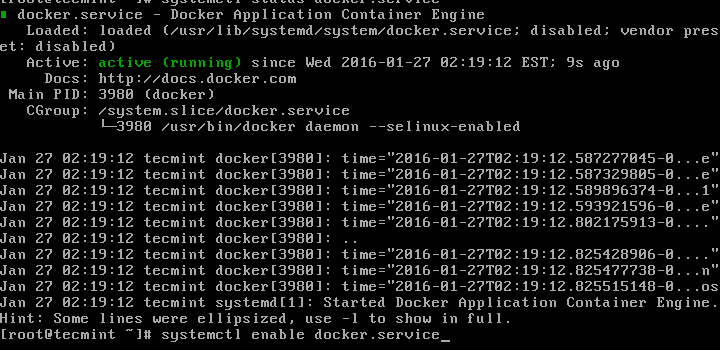 [root@tecmint ~]# systemctl status docker.service
docker.service - Docker Application Container Engine
Loaded: loaded (/usr/lib/systemd/system/docker.service; disabled; vendor pres
et: disabled)
Active: active (running) since Wed 2016-01-27 02:19:12 EST; 9s ago
Docs: http://docs.docker.com
Main PID: 3980 (docker)
CGroup: /system.slice/docker.service
└─3980 /usr/bin/docker daemon --selinux-enabled
Jan 27 02:19:12 tecmint docker[3980]: time="2016-01-27T02:19:12.587277045-0...e"
Jan 27 02:19:12 tecmint docker[3980]: time="2016-01-27T02:19:12.587329805-0...e"
Jan 27 02:19:12 tecmint docker[3980]: time="2016-01-27T02:19:12.589896374-0...1"
Jan 27 02:19:12 tecmint docker[3980]: time="2016-01-27T02:19:12.593921596-0...e"
Jan 27 02:19:12 tecmint docker[3980]: time="2016-01-27T02:19:12.802175913-0...."
Jan 27 02:19:12 tecmint docker[3980]: ..
Jan 27 02:19:12 tecmint docker[3980]: time="2016-01-27T02:19:12.825428906-0...."
Jan 27 02:19:12 tecmint docker[3980]: time="2016-01-27T02:19:12.825477738-0...n"
Jan 27 02:19:12 tecmint docker[3980]: time="2016-01-27T02:19:12.825515148-0...os
Jan 27 02:19:12 tecmint systemd[1]: Started Docker Application Container Engine.
Hint: Some lines were ellipsized, use -l to show in full.
[root@tecmint ~]# systemctl enable docker.service_